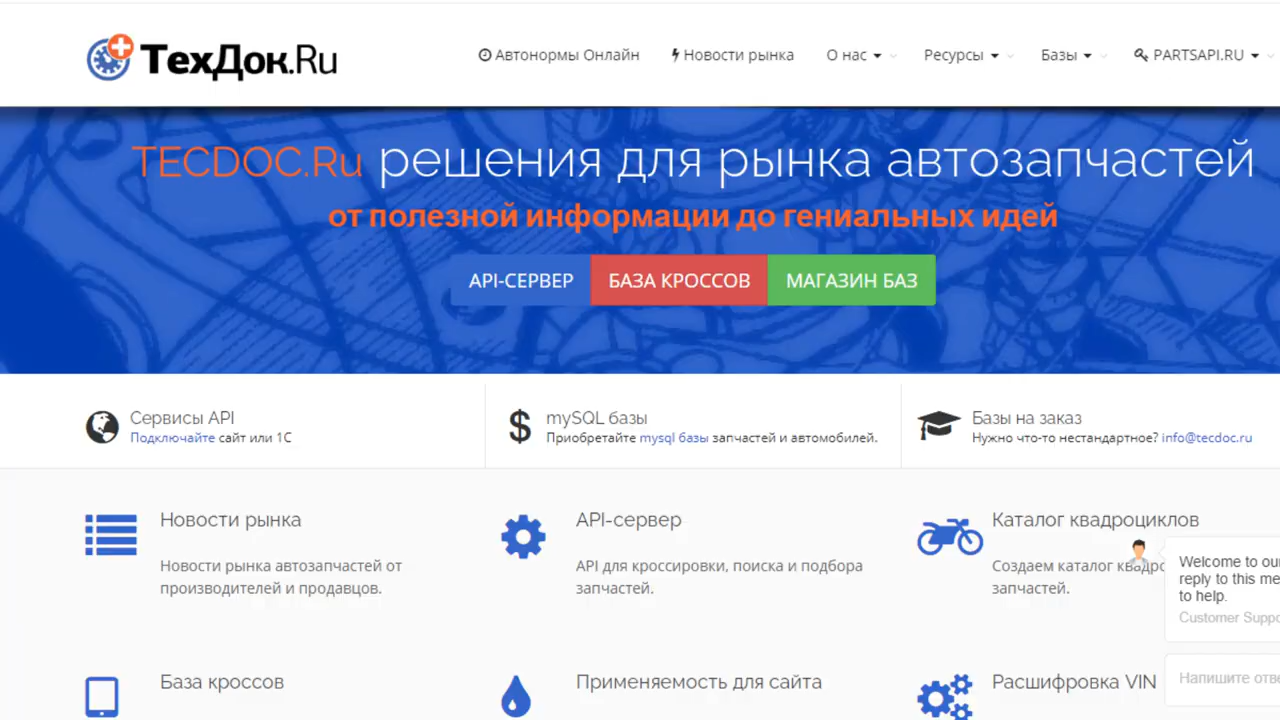 ТехДок.Ru
Автонормы Онлайн Новости рынка О нас Ресурсы Базы PARTSAPI.RU
TECDOC.Ru решения для рынка автозапчастей
от полезной информации до гениальных идей
API-СЕРВЕР БАЗА КРОССОВ МАГАЗИН БАЗ
Сервисы API
Подключайте сайт или 1С
mySQL базы
Приобретайте mysql базы запчастей и автомобилей.
Базы на заказ
Нужно что-то нестандартное? info@tecdoc.ru
Новости рынка
Новости рынка автозапчастей от
производителей и продавцов.
API-сервер
API для кроссировки, поиска и подбора
запчастей.
Каталог квадроциклов
Создаем каталог
запчастей.
Welcome to
reply to this
to help.
Customer
Напишите
База кроссов
Применяемость для сайта
Расшифровка VIN